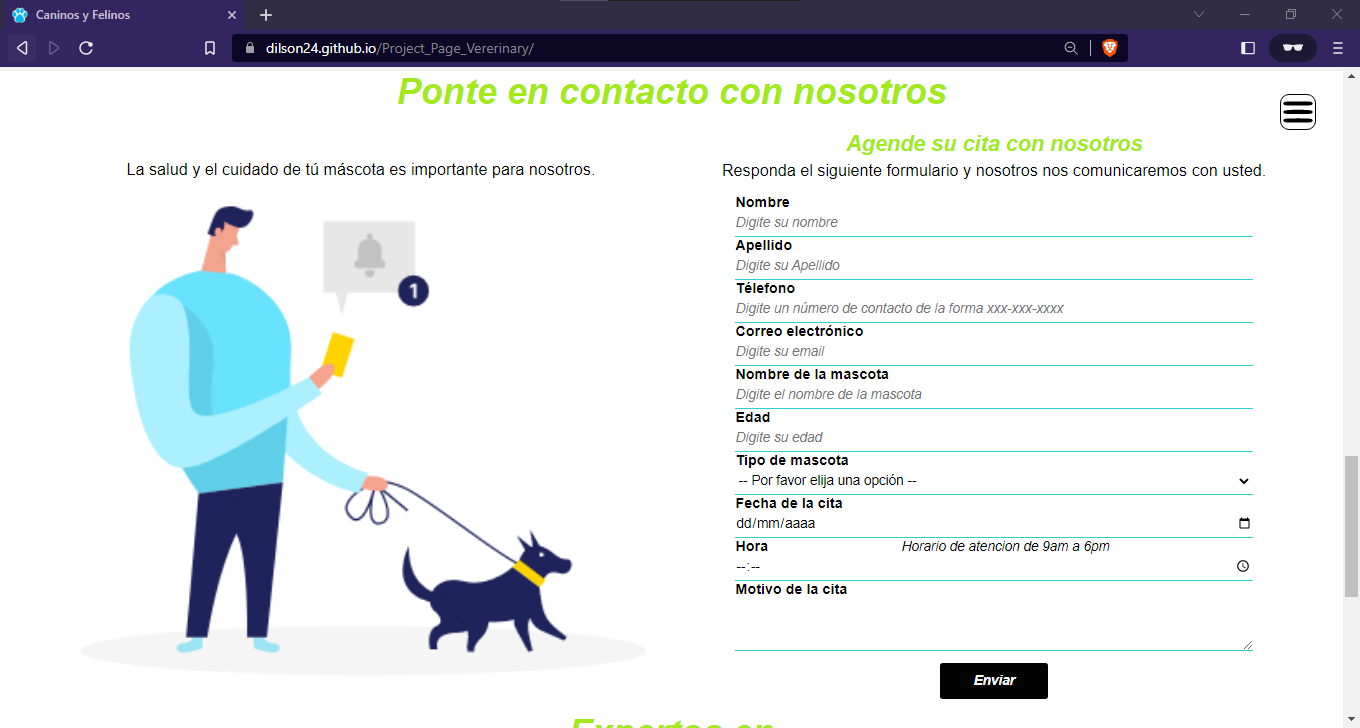 Caninos y Felinos
dilson24.github.io/Project_Page_Vererinary/
Ponte en contacto con nosotros
La salud y el cuidado de tú máscota es importante para nosotros.
1
Agende su cita con nosotros
Responda el siguiente formulario y nosotros nos comunicaremos con usted.
Nombre
Digite su nombre
Apellido
Digite su Apellido
Télefono
Digite un número de contacto de la forma xxx-xxx-xxxx
Correo electrónico
Digite su email
Nombre de la mascota
Digite el nombre de la mascota
Edad
Digite su edad
Tipo de mascota
-- Por favor elija una opción --
Fecha de la cita
dd/mm/aaaa
Hora Horario de atencion de 9am a 6pm
--:--
Motivo de la cita
Enviar
Expertos en